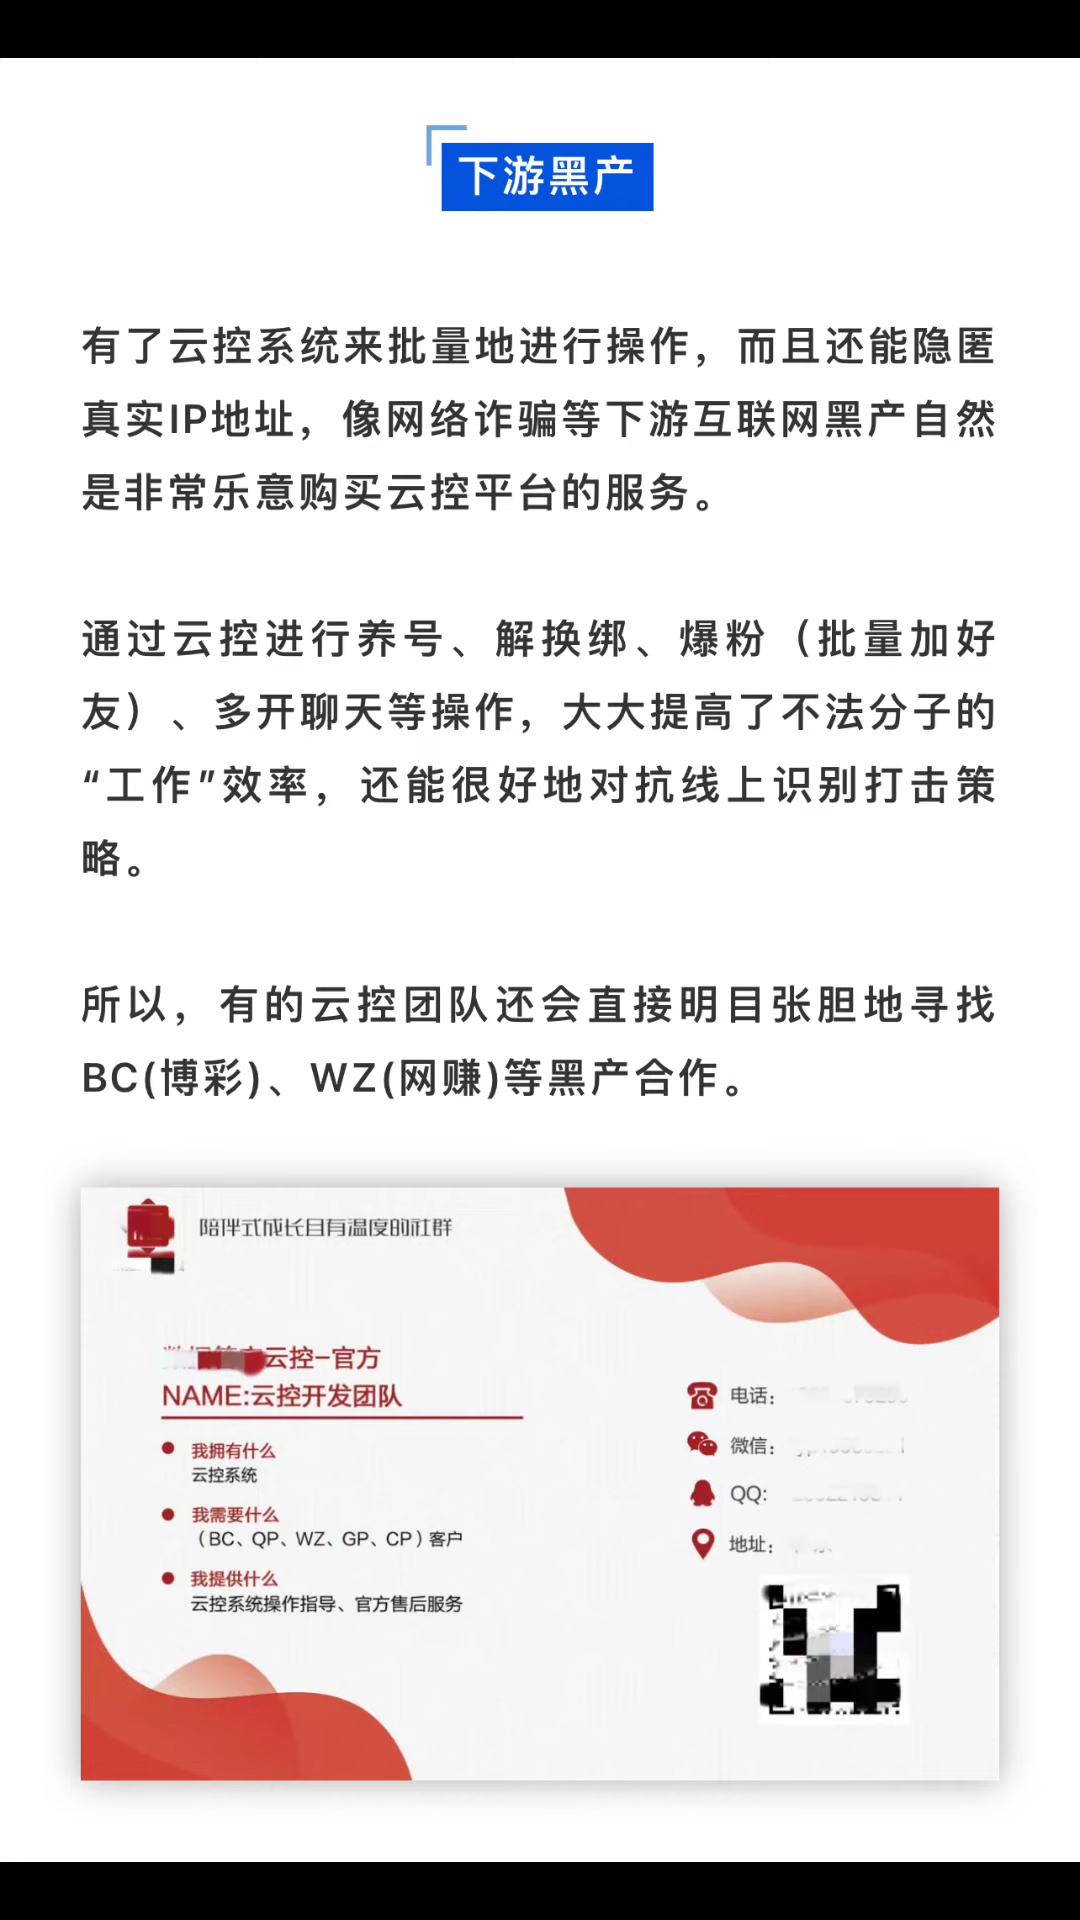 下游黑产
有了云控系统来批量地进行操作，而且还能隐匿
真实IP地址，像网络诈骗等下游互联网黑产自然
是非常乐意购买云控平台的服务。
通过云控进行养号、解换绑、爆粉（批量加好
友）、多开聊天等操作，大大提高了不法分子的
“工作”效率，还能很好地对抗线上识别打击策
略。
所以，有的云控团队还会直接明目张胆地寻找
BC(博彩)、WZ(网赚)等黑产合作。
陪伴式成长且有温度的社群
云控-官方
NAME:云控开发团队
我拥有什么
云控系统
我需要什么
（BC、QP、WZ、GP、CP）客户
我提供什么
云控系统操作指导、官方售后服务
电话：
微信：
QQ:
地址：